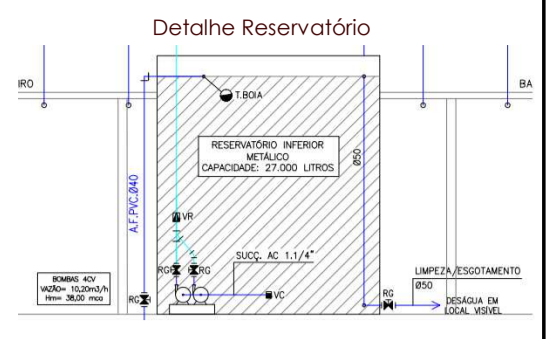 Detalhe Reservatório
IRO
BA
T.BOIA
RESERVATÓRIO INFERIOR
METÁLICO
CAPACIDADE: 27.000 LITROS
Ø50
A.F.PVC.Ø40
VR
SUCÇ. AC 1.1/4"
RG
RG
VC
BOMBAS 4CV
VAZÃO= 10,20m3/h
Hm= 38,00 mca
RG
LIMPEZA/ESGOTAMENTO
Ø50
RG
DESÁGUA EM
LOCAL VISÍVEL